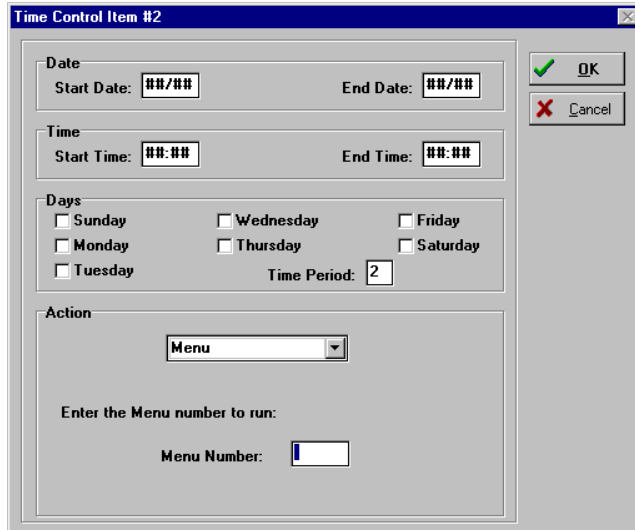 Time Control Item #2
Date
Start Date: ##/## End Date: ##/##
OK
Cancel
Time
Start Time: ##:## End Time: ##:##
Days
Sunday Wednesday Friday
Monday Thursday Saturday
Tuesday Time Period: 2
Action
Menu
Enter the Menu number to run:
Menu Number: